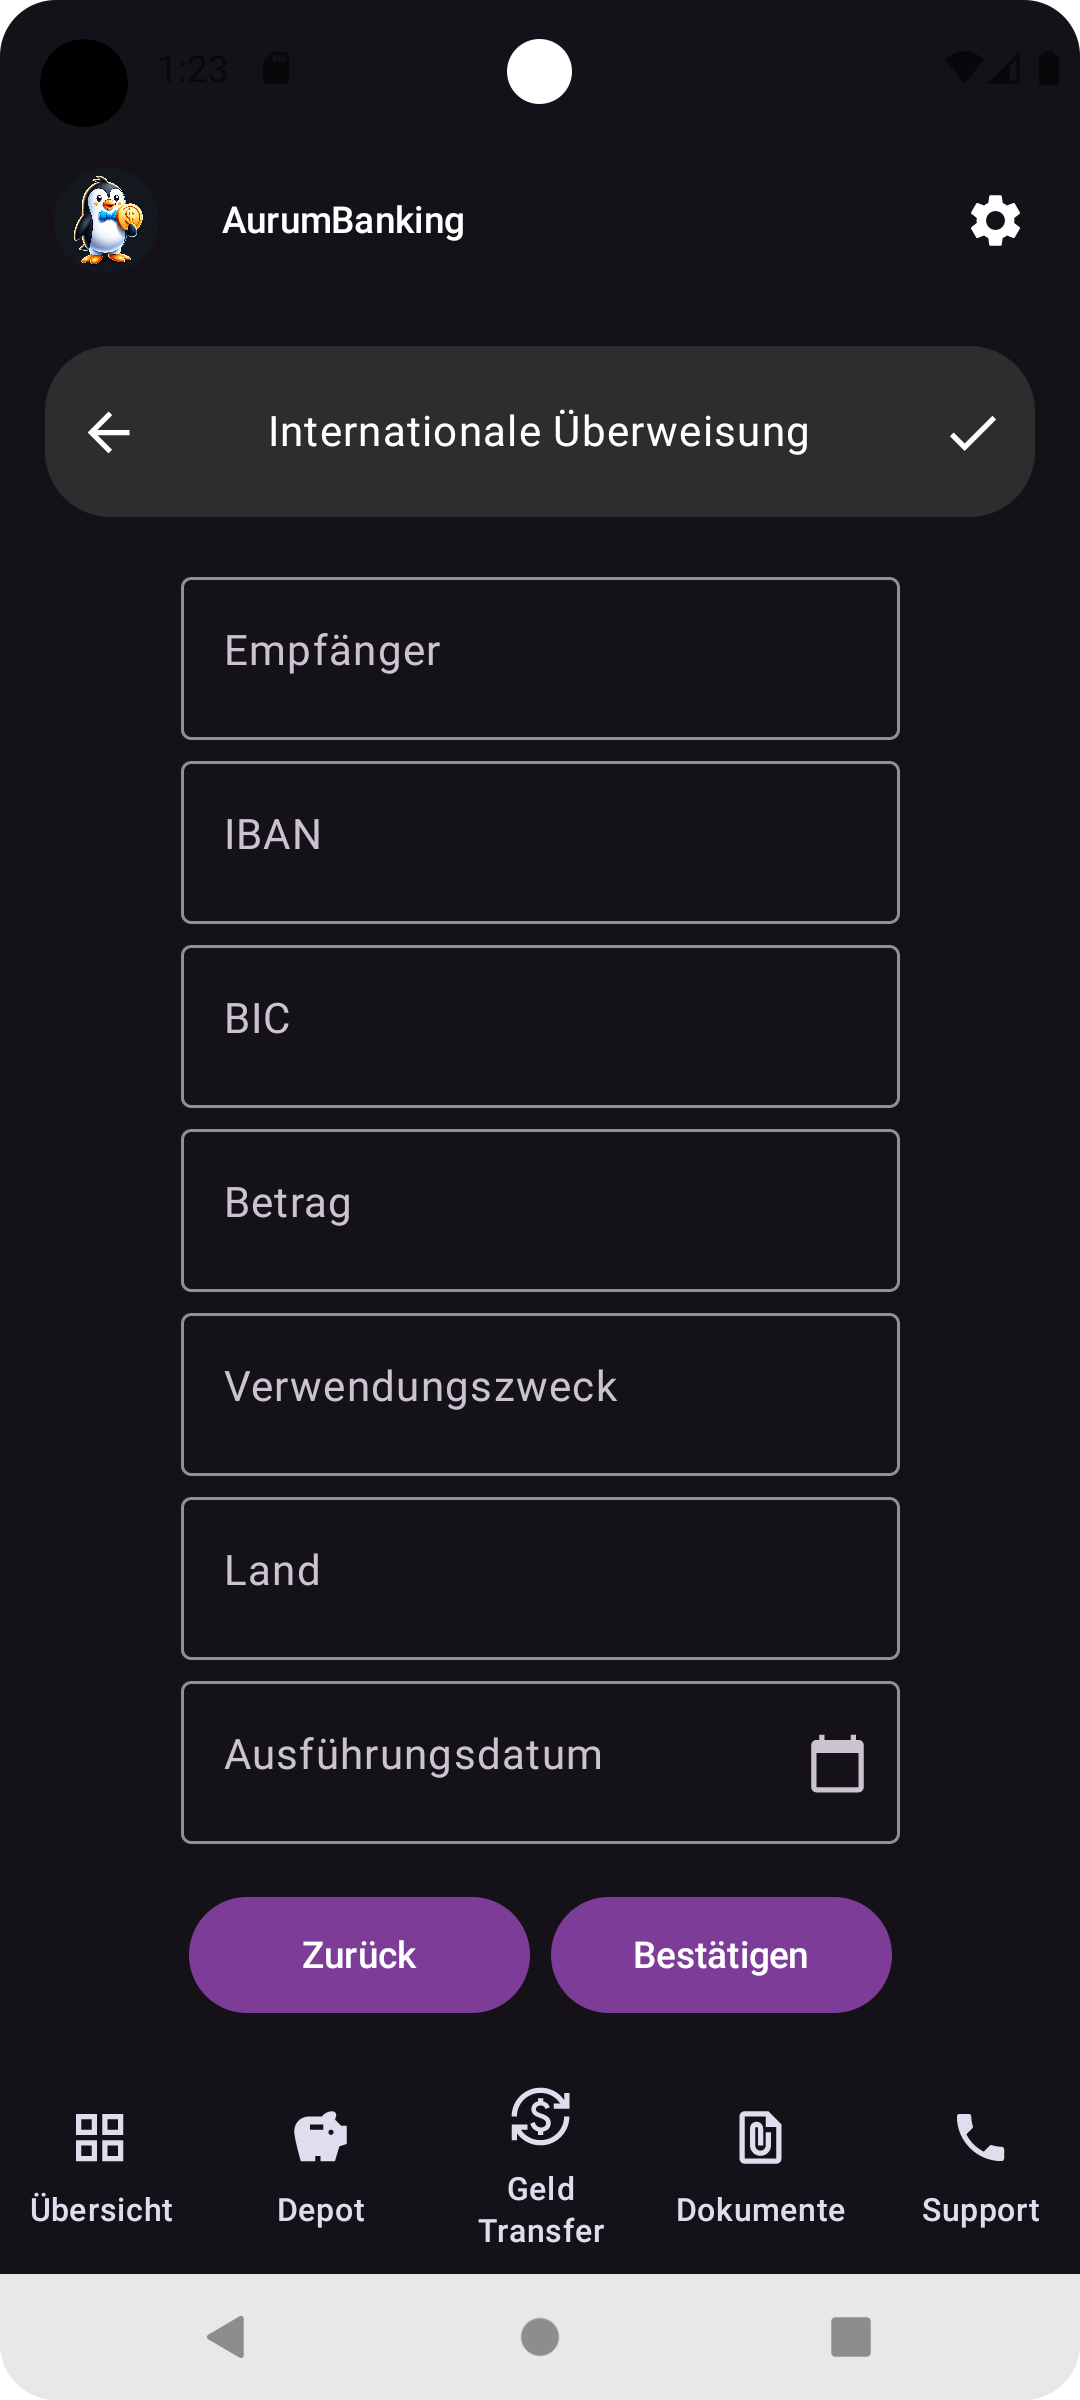 1:23
AurumBanking
Internationale Überweisung
Empfänger
IBAN
BIC
Betrag
Verwendungszweck
Land
Ausführungsdatum
Zurück
Bestätigen
Übersicht
Depot
Geld
Transfer
Dokumente
Support